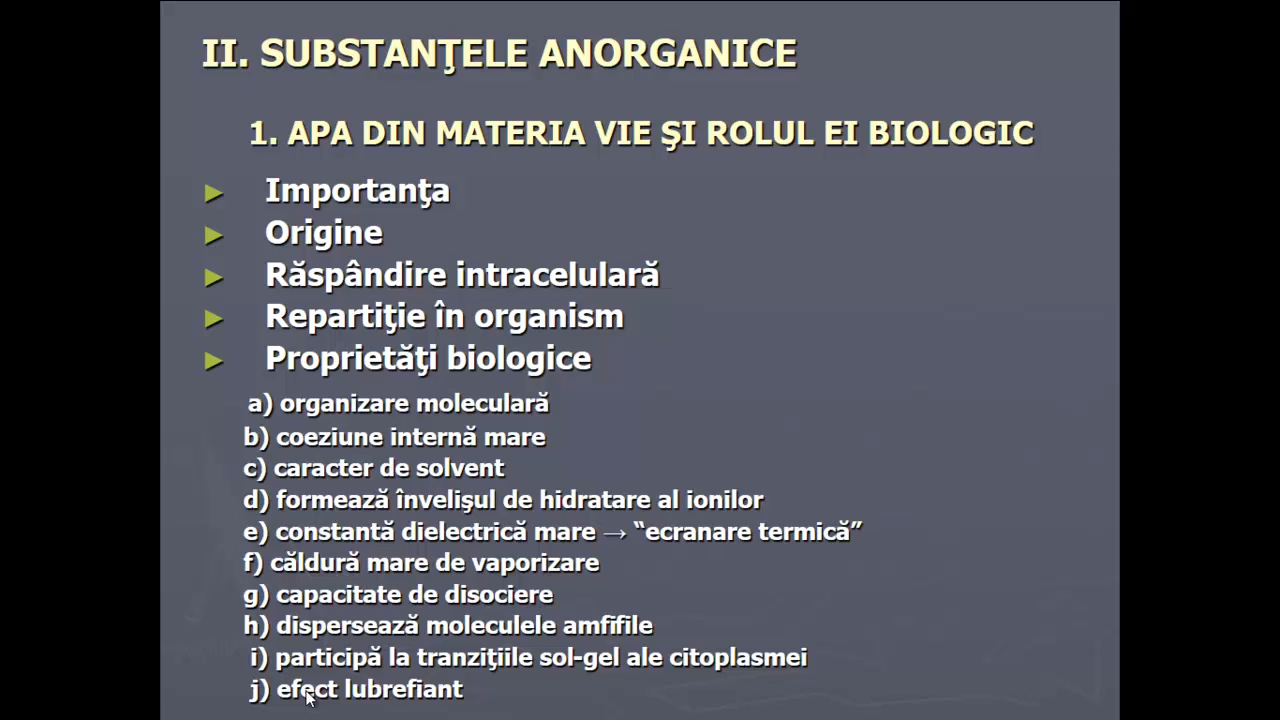 II. SUBSTANŢELE ANORGANICE
1. APA DIN MATERIA VIE ŞI ROLUL EI BIOLOGIC
► Importanţa
► Origine
► Răspândire intracelulară
► Repartiţie în organism
► Proprietăţi biologice
a) organizare moleculară
b) coeziune internă mare
c) caracter de solvent
d) formează învelişul de hidratare al ionilor
e) constantă dielectrică mare → “ecranare termică”
f) căldură mare de vaporizare
g) capacitate de disociere
h) dispersează moleculele amfifile
i) participă la tranziţiile sol-gel ale citoplasmei
j) efect lubrefiant